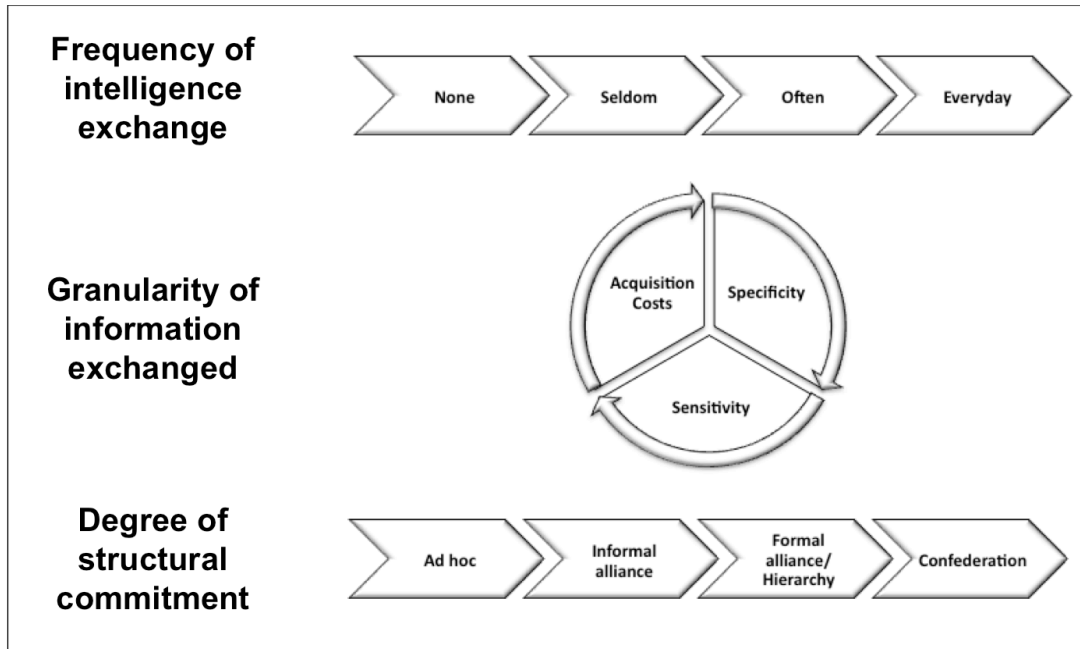 Frequency of
intelligence
exchange
None
Seldom
Often
Everyday
Granularity of
information
exchanged
Acquisition
Costs
Specificity
Sensitivity
Degree of
structural
commitment
Ad hoc
Informal
alliance
Formal
alliance/
Hierarchy
Confederation